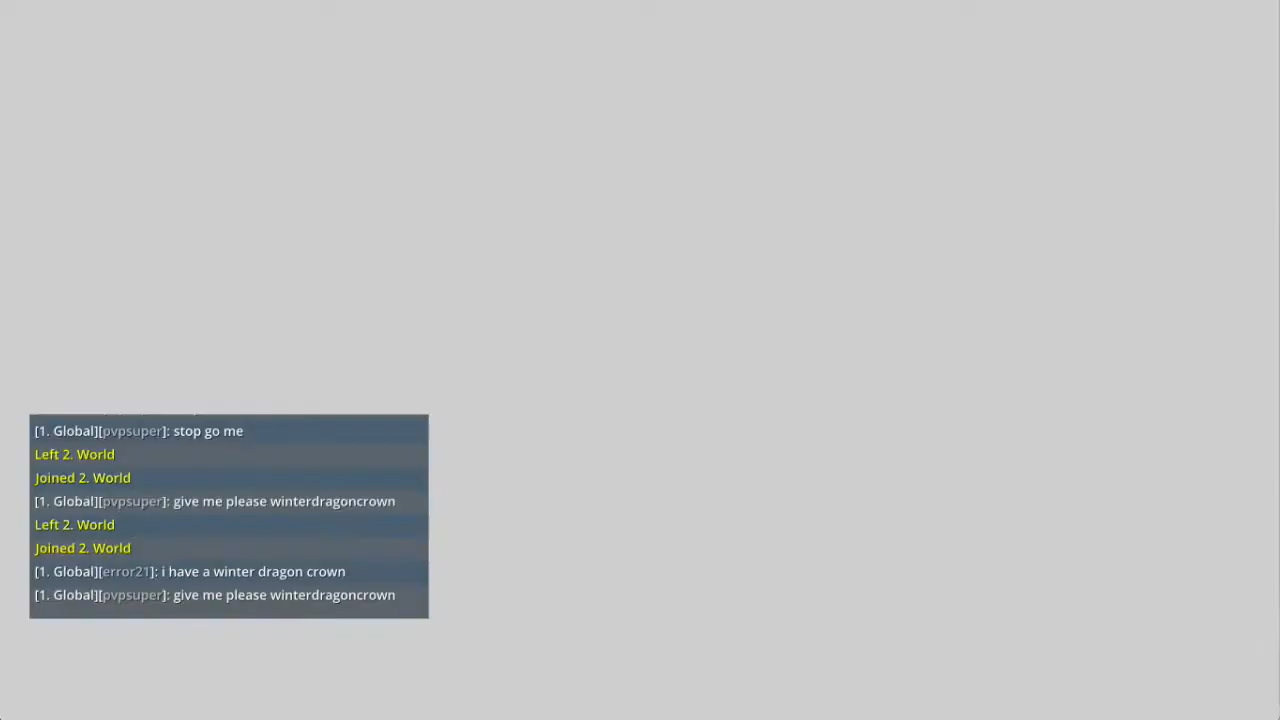 [1. Global][pvpsuper]: stop go me
Left 2. World
Joined 2. World
[1. Global][pvpsuper]: give me please winterdragoncrown
Left 2. World
Joined 2. World
[1. Global][error21]: i have a winter dragon crown
[1. Global][pvpsuper]: give me please winterdragoncrown